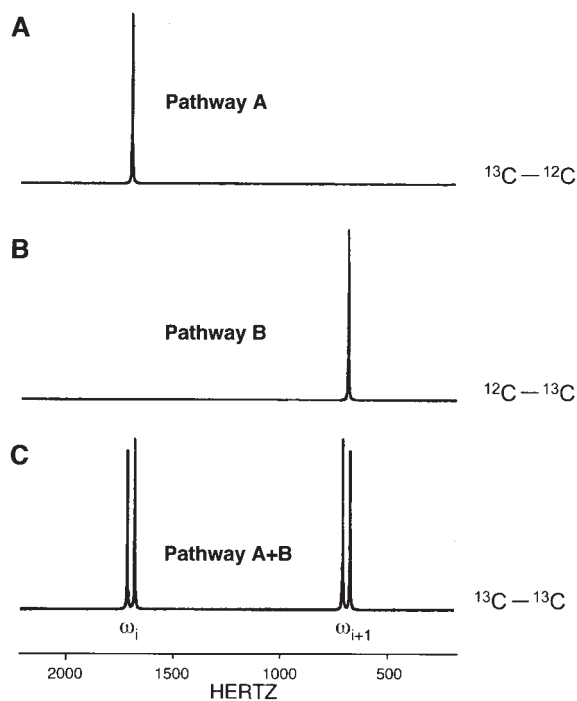 A
Pathway A
¹³C — ¹²C
B
Pathway B
¹²C — ¹³C
C
Pathway A+B
¹³C — ¹³C
ωᵢ ωᵢ₊₁
2000 1500 1000 500
HERTZ